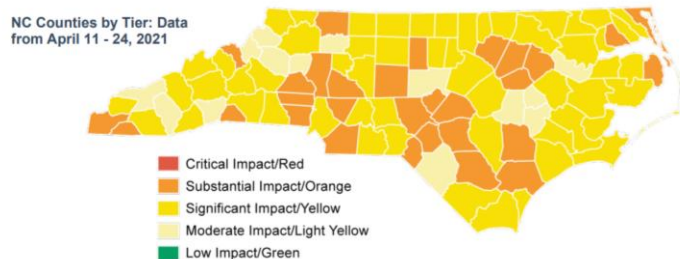 NC Counties by Tier: Data
from April 11 - 24, 2021
Critical Impact/Red
Substantial Impact/Orange
Significant Impact/Yellow
Moderate Impact/Light Yellow
Low Impact/Green